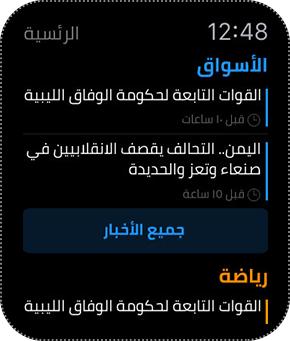 الرئسية 12:48
الأسواق
القوات التابعة لحكومة الوفاق الليبية
قبل ١٠ ساعات
اليمن.. التحالف يقصف الانقلابيين في
صنعاء وتعز والحديدة
قبل ١٥ ساعة
جميع الأخبار
رياضة
القوات التابعة لحكومة الوفاق الليبية